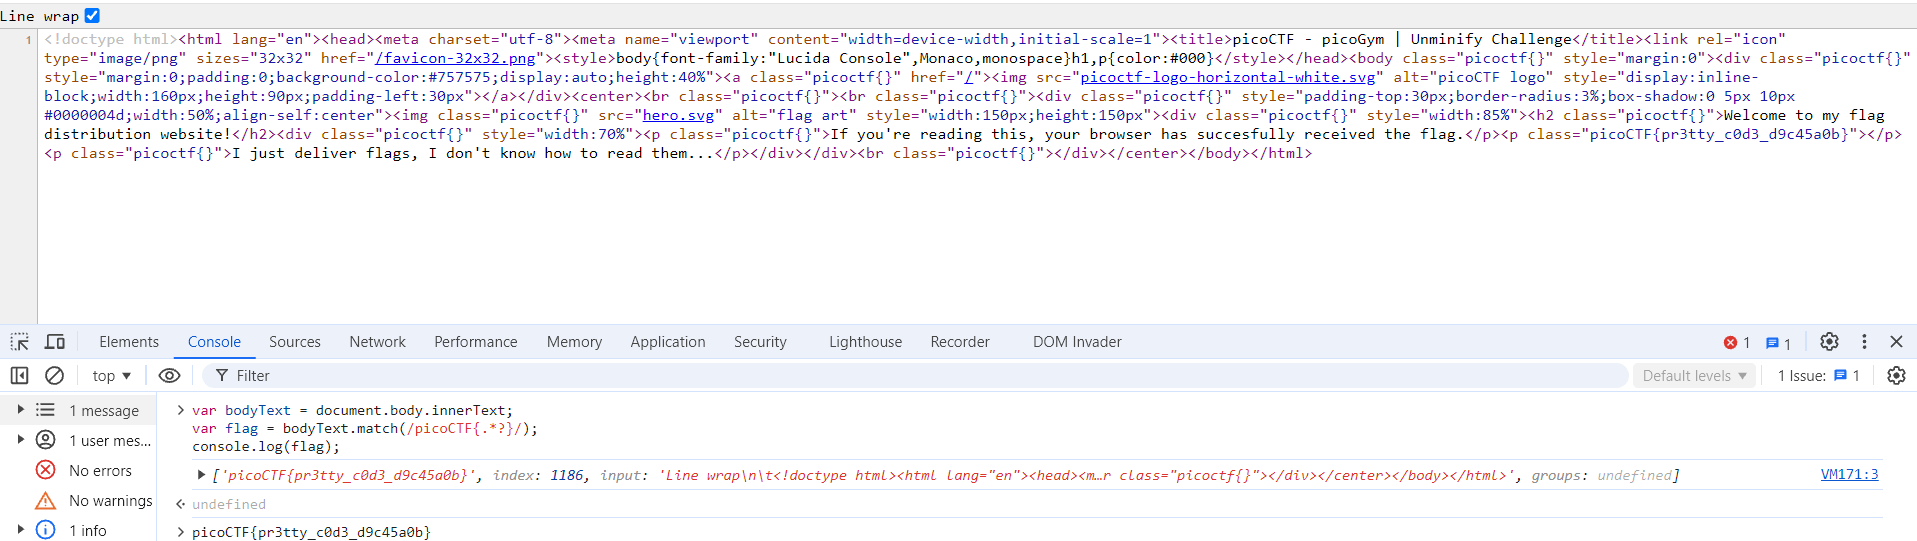 Line wrap
1 <!doctype html><html lang="en"><head><meta charset="utf-8"><meta name="viewport" content="width=device-width,initial-scale=1"><title>picoCTF - picoGym | Unminify Challenge</title><link rel="icon"
type="image/png" sizes="32x32" href="/favicon-32x32.png"><style>body{font-family:"Lucida Console",Monaco,monospace}h1,p{color:#000}</style></head><body class="picoctf{}" style="margin:0"><div class="picoctf{}"
style="margin:0;padding:0;background-color:#757575;display:auto;height:40%"><a class="picoctf{}" href="/"><img src="picoctf-logo-horizontal-white.svg" alt="picoCTF logo" style="display:inline-
block;width:160px;height:90px;padding-left:30px"></a></div><center><br class="picoctf{}"><br class="picoctf{}"><div class="picoctf{}" style="padding-top:30px;border-radius:3%;box-shadow:0 5px 10px
#0000004d;width:50%;align-self:center"><img class="picoctf{}" src="hero.svg" alt="flag art" style="width:150px;height:150px"><div class="picoctf{}" style="width:85%"><h2 class="picoctf{}">Welcome to my flag
distribution website!</h2><div class="picoctf{}" style="width:70%"><p class="picoctf{}">If you're reading this, your browser has succesfully received the flag.</p><p class="picoCTF{pr3tty_c0d3_d9c45a0b}"></p>
<p class="picoctf{}">I just deliver flags, I don't know how to read them...</p></div></div><br class="picoctf{}"></div></center></body></html>
Elements Console Sources Network Performance Memory Application Security Lighthouse Recorder DOM Invader 1 1
top Filter Default levels 1 Issue: 1
1 message
1 user mes...
No errors
No warnings
1 info
var bodyText = document.body.innerText;
var flag = bodyText.match(/picoCTF{.*?}/);
console.log(flag);
['picoCTF{pr3tty_c0d3_d9c45a0b}', index: 1186, input: 'Line wrap\n\t<!doctype html><html lang="en"><head><m…r class="picoctf{}"></div></center></body></html>', groups: undefined] VM171:3
undefined
picoCTF{pr3tty_c0d3_d9c45a0b}